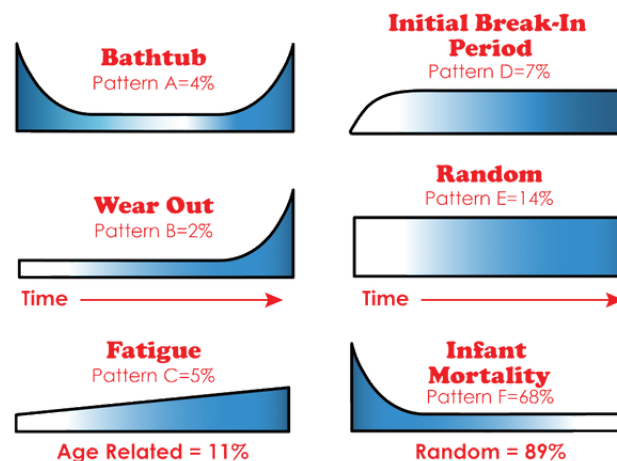 Bathtub
Pattern A=4%
Initial Break-In
Period
Pattern D=7%
Wear Out
Pattern B=2%
Random
Pattern E=14%
Time
Time
Fatigue
Pattern C=5%
Infant
Mortality
Pattern F=68%
Age Related = 11%
Random = 89%